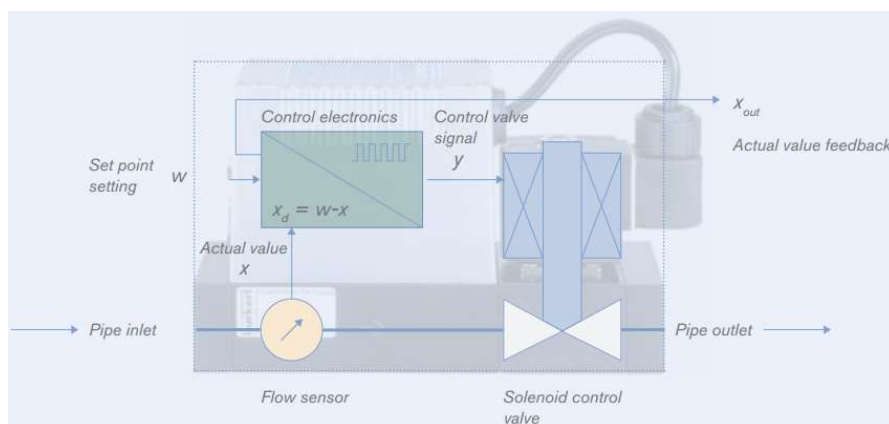 Control electronics
Control valve
signal
y
x_out
Actual value feedback
Set point
setting
w
x_d = w-x
Actual value
x
burkert
Pipe inlet
Pipe outlet
Flow sensor
Solenoid control
valve